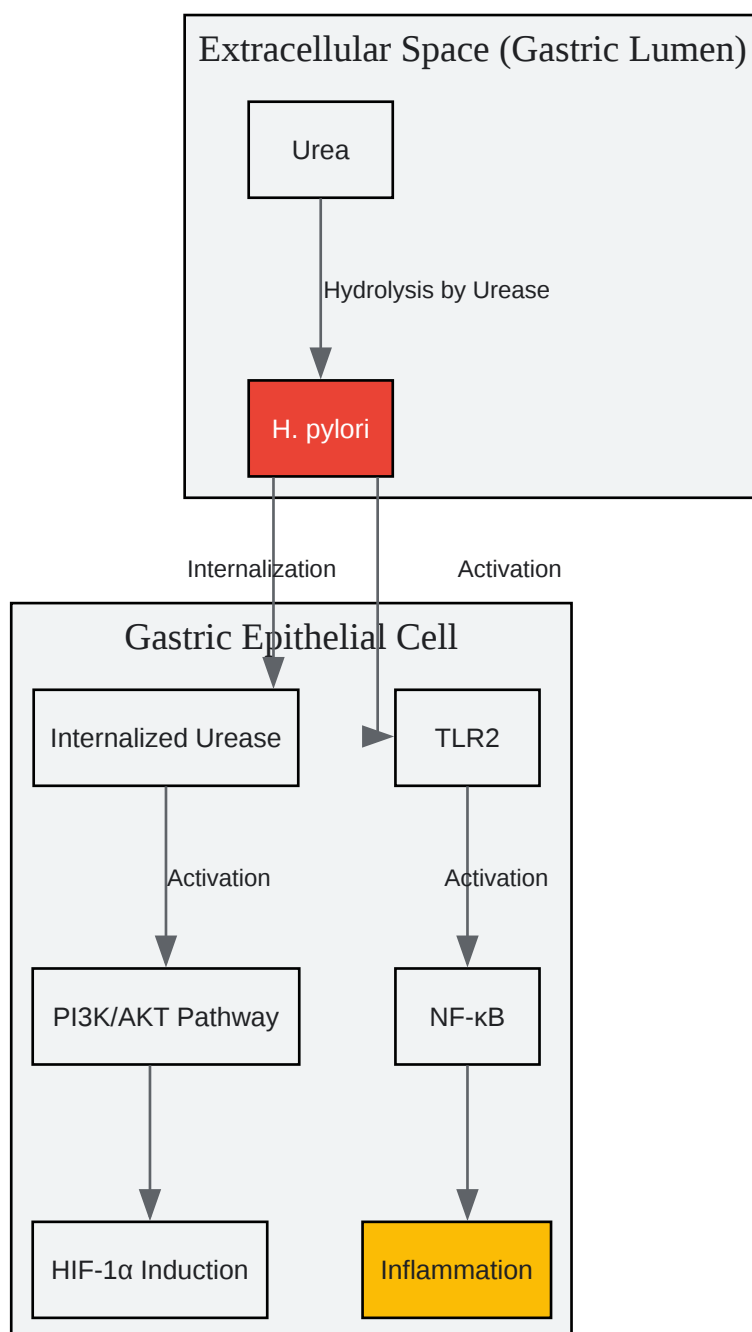 Extracellular Space (Gastric Lumen)
Urea
Hydrolysis by Urease
H. pylori
Internalization
Activation
Gastric Epithelial Cell
Internalized Urease
TLR2
Activation
Activation
PI3K/AKT Pathway
NF-κB
HIF-1α Induction
Inflammation